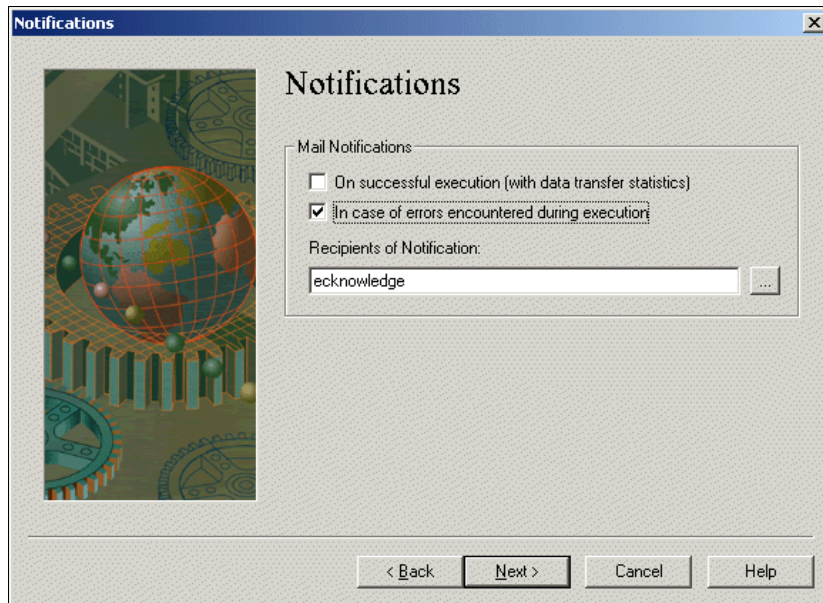 Notifications
Notifications
Mail Notifications
On successful execution (with data transfer statistics)
In case of errors encountered during execution
Recipients of Notification:
ecknowledge
...
< Back
Next >
Cancel
Help